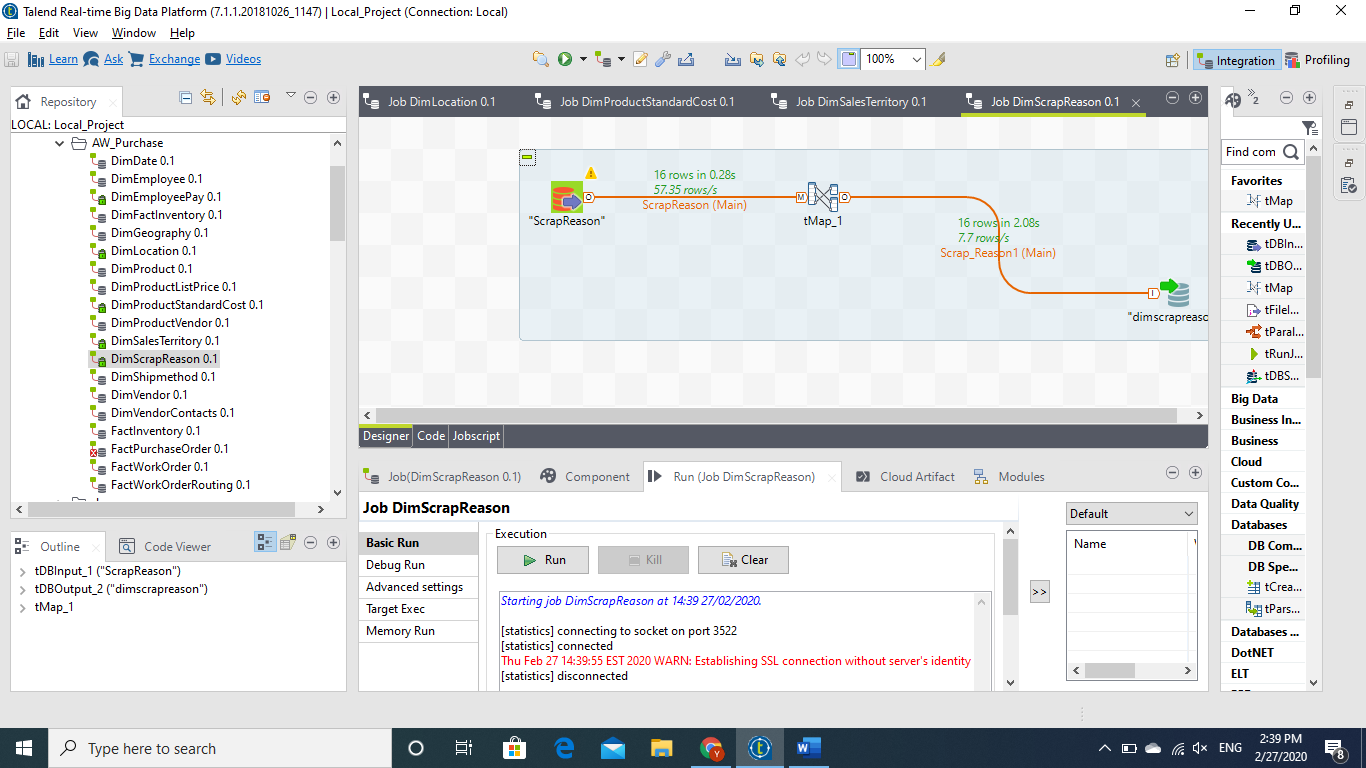 Talend Real-time Big Data Platform (7.1.1.20181026_1147) | Local_Project (Connection: Local)
File Edit View Window Help
Learn Ask Exchange Videos
100%
Integration Profiling
Repository
LOCAL: Local_Project
AW_Purchase
DimDate 0.1
DimEmployee 0.1
DimEmployeePay 0.1
DimFactInventory 0.1
DimGeography 0.1
DimLocation 0.1
DimProduct 0.1
DimProductListPrice 0.1
DimProductStandardCost 0.1
DimProductVendor 0.1
DimSalesTerritory 0.1
DimScrapReason 0.1
DimShipmethod 0.1
DimVendor 0.1
DimVendorContacts 0.1
FactInventory 0.1
FactPurchaseOrder 0.1
FactWorkOrder 0.1
FactWorkOrderRouting 0.1
Outline Code Viewer
tDBInput_1 ("ScrapReason")
tDBOutput_2 ("dimscrapreason")
tMap_1
Job DimLocation 0.1 Job DimProductStandardCost 0.1 Job DimSalesTerritory 0.1 Job DimScrapReason 0.1
16 rows in 0.28s
57.35 rows/s
ScrapReason (Main)
"ScrapReason"
tMap_1
16 rows in 2.08s
7.7 rows/s
Scrap_Reason1 (Main)
"dimscrapreaso
Designer Code Jobscript
Job(DimScrapReason 0.1) Component Run (Job DimScrapReason) Cloud Artifact Modules
Job DimScrapReason
Basic Run
Debug Run
Advanced settings
Target Exec
Memory Run
Execution
Run Kill Clear
Starting job DimScrapReason at 14:39 27/02/2020.
[statistics] connecting to socket on port 3522
[statistics] connected
Thu Feb 27 14:39:55 EST 2020 WARN: Establishing SSL connection without server's identity
[statistics] disconnected
>>
Default
Name
2
Find com
Favorites
tMap
Recently U...
tDBIn...
tDBO...
tMap
tFileI...
tParal...
tRunJ...
tDBS...
Big Data
Business In...
Business
Cloud
Custom Co...
Data Quality
Databases
DB Com...
DB Spe...
tCrea...
tPars...
Databases ...
DotNET
ELT
Type here to search
ENG
2:39 PM
2/27/2020
8